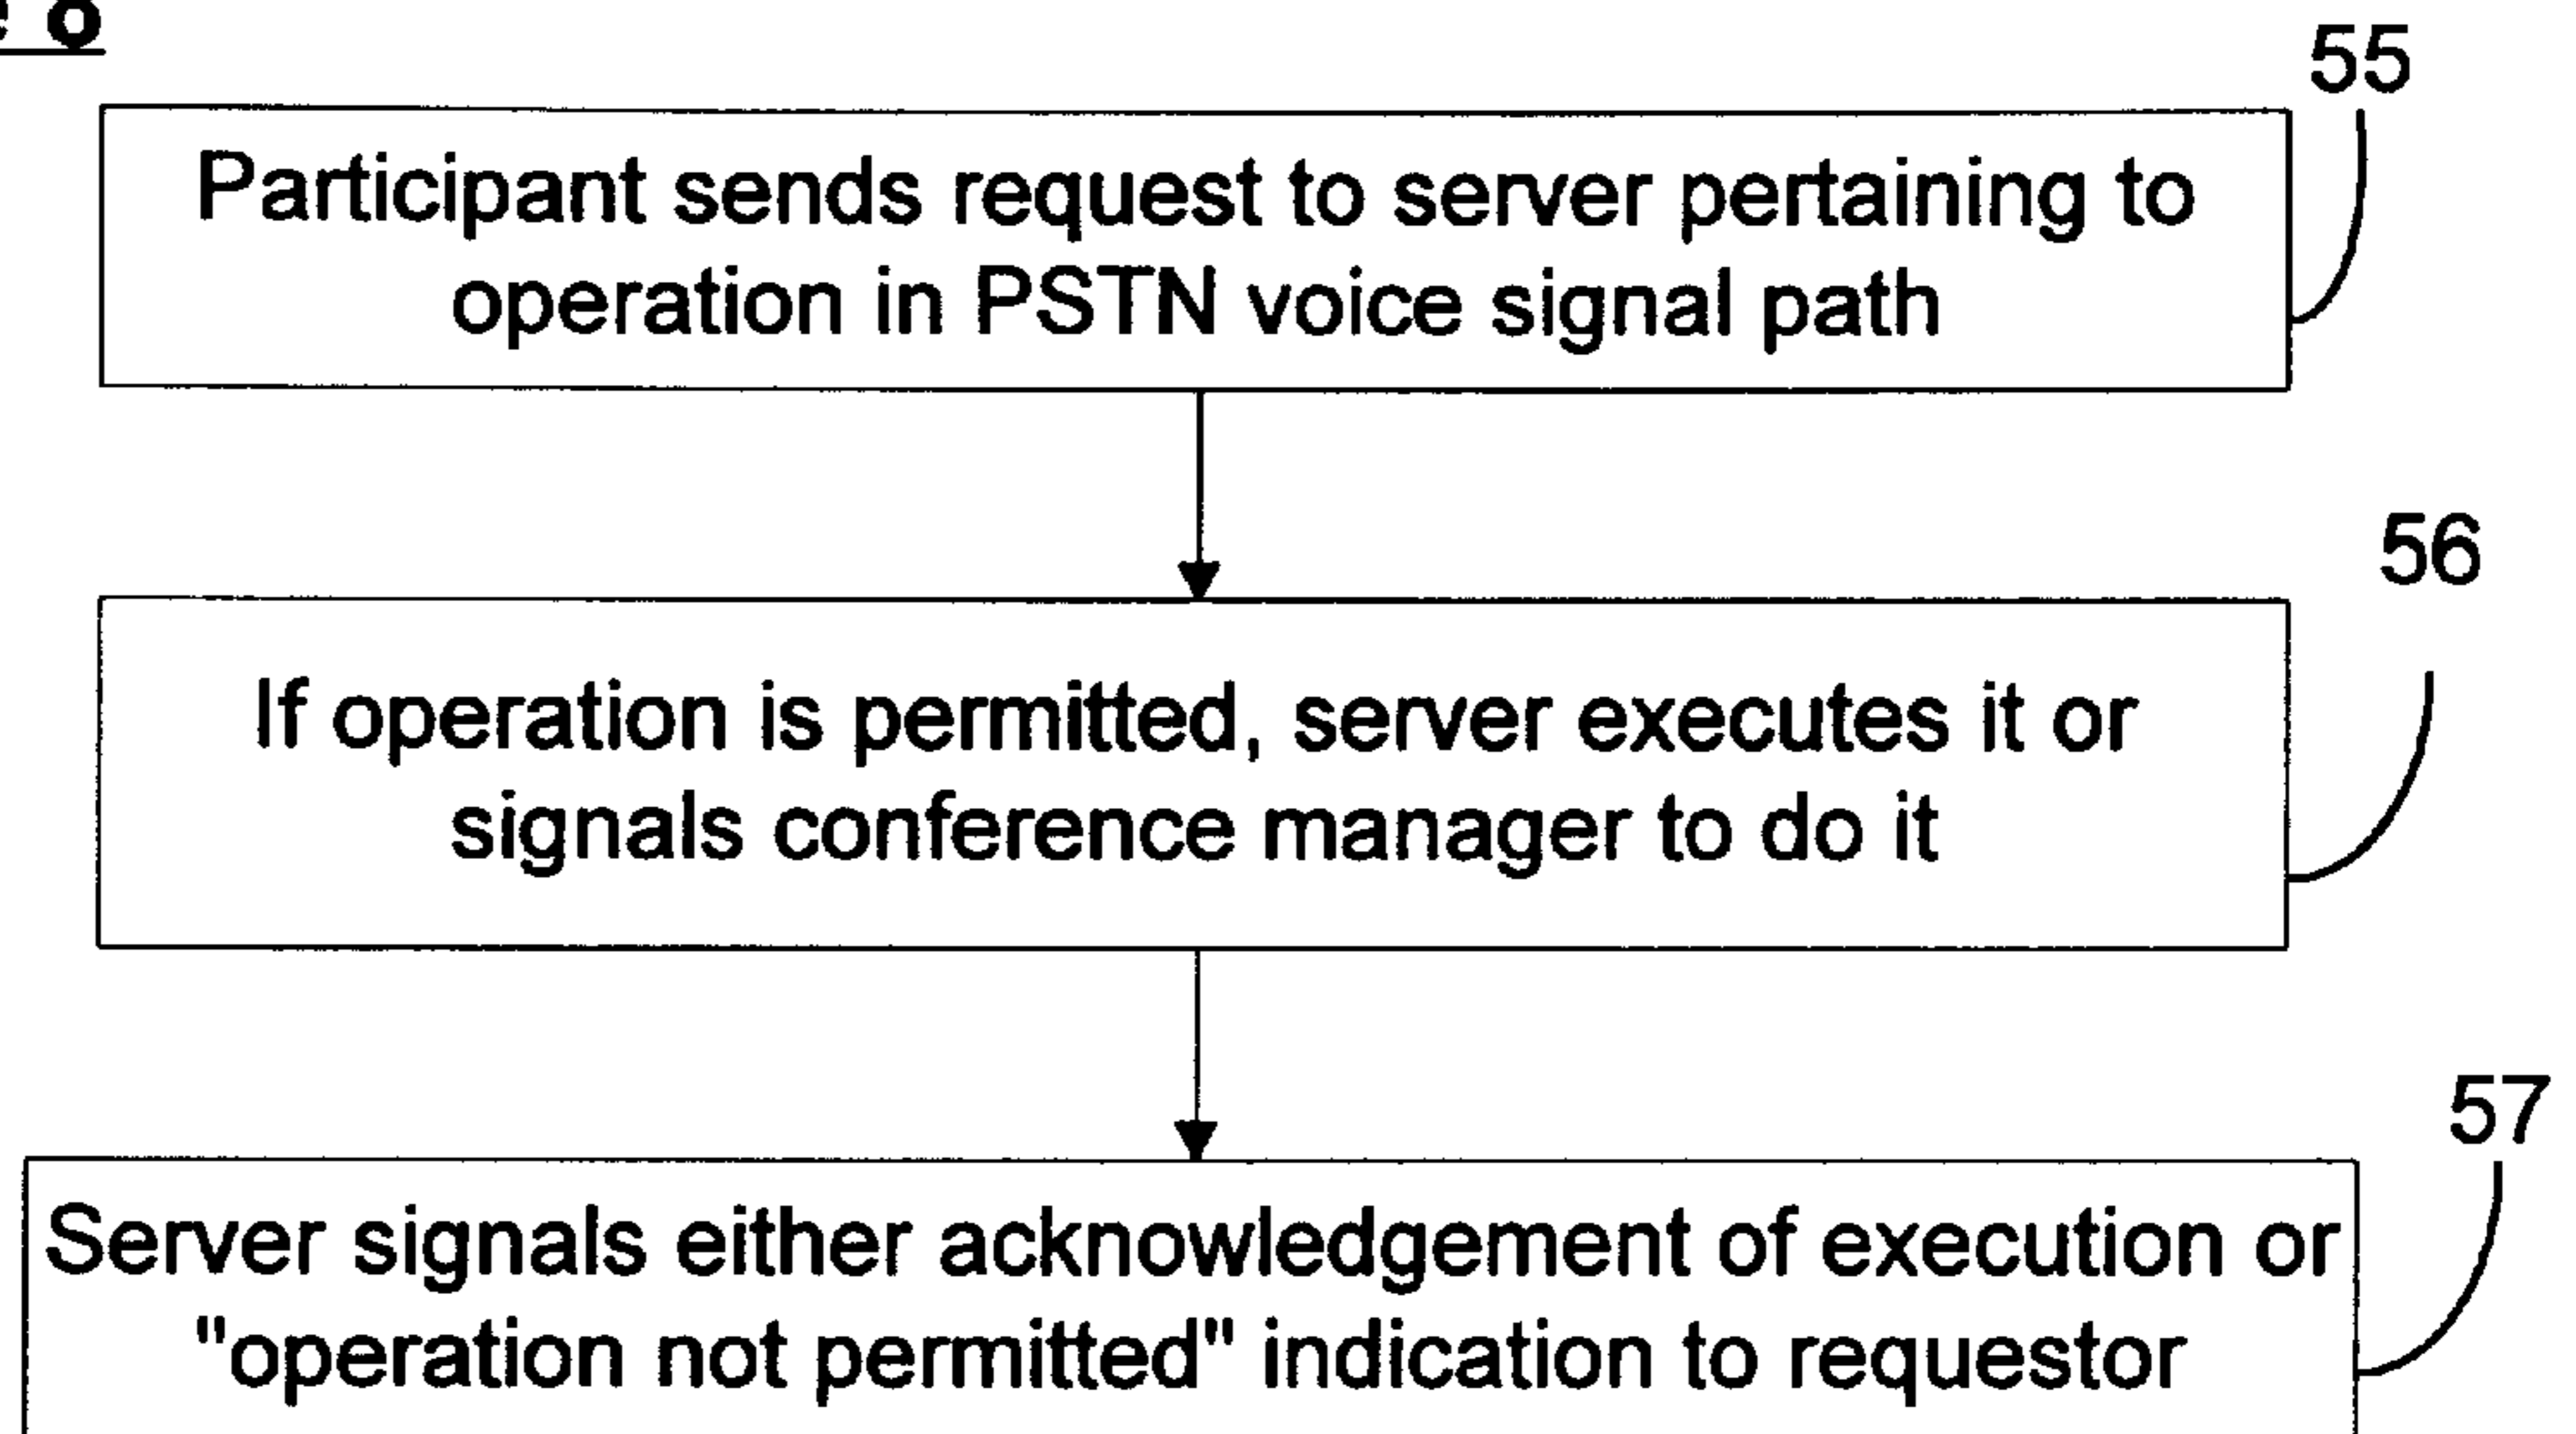 e 8
55
Participant sends request to server pertaining to
operation in PSTN voice signal path
56
If operation is permitted, server executes it or
signals conference manager to do it
57
Server signals either acknowledgement of execution or
"operation not permitted" indication to requestor